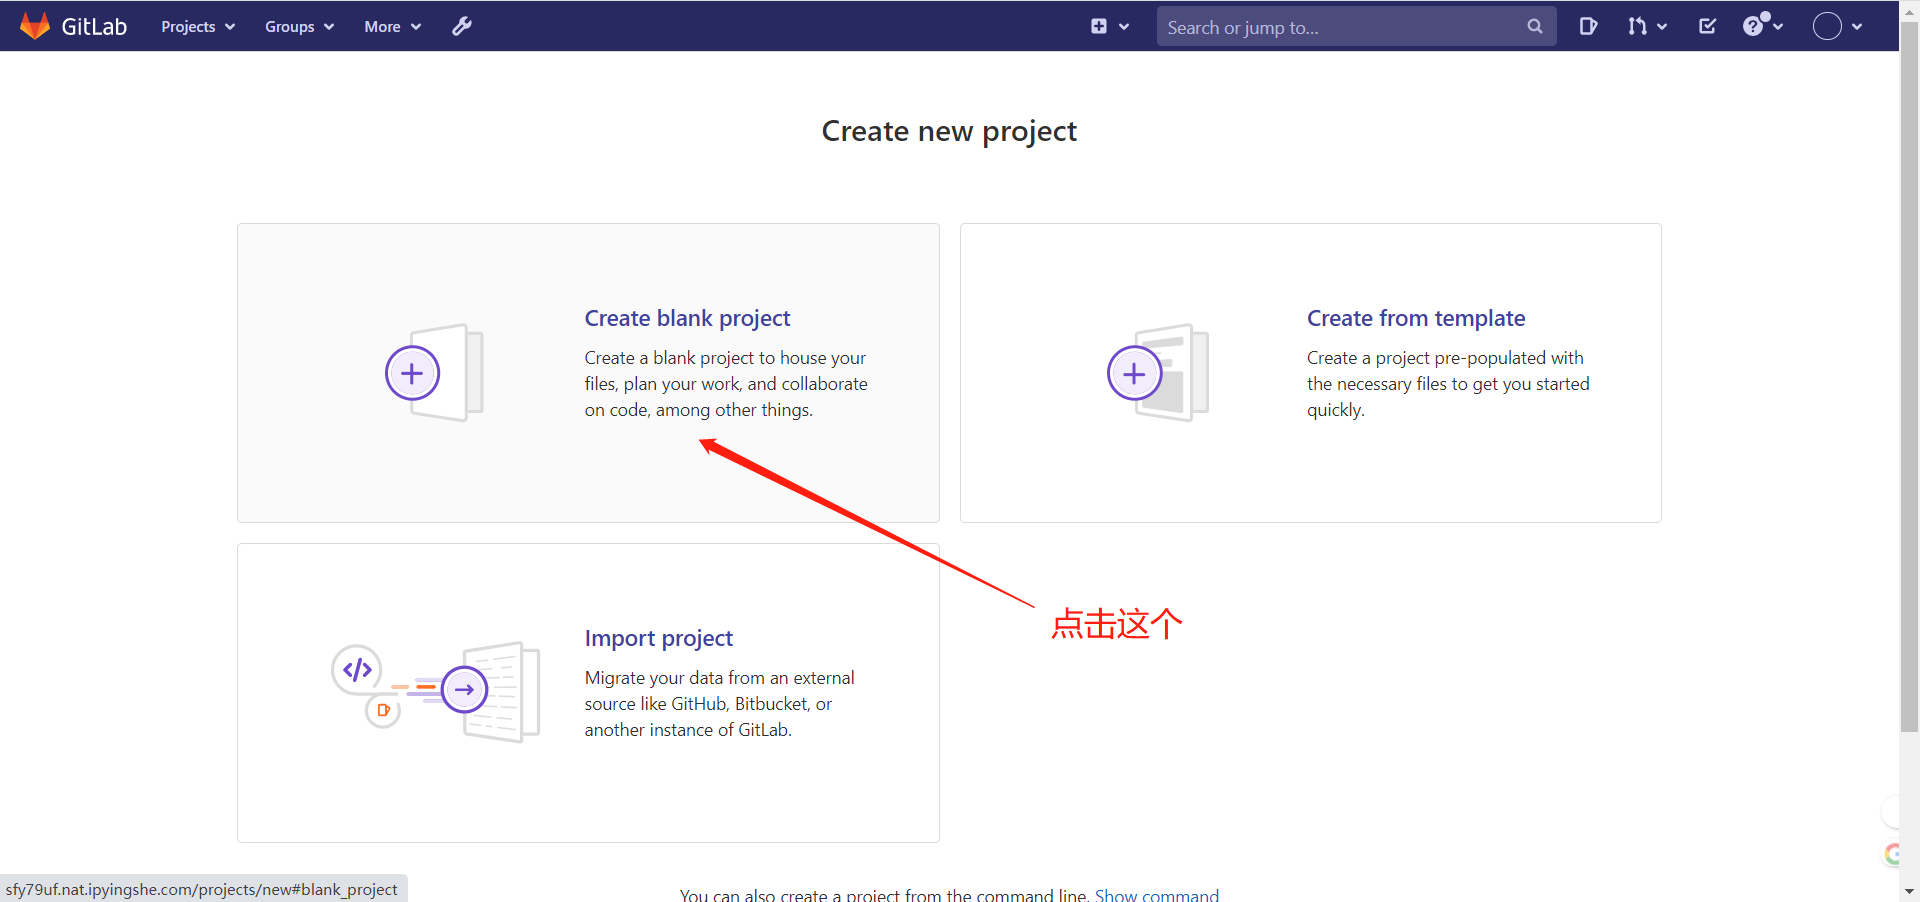 GitLab Projects Groups More Search or jump to...
Create new project
Create blank project
Create a blank project to house your
files, plan your work, and collaborate
on code, among other things.
Create from template
Create a project pre-populated with
the necessary files to get you started
quickly.
点击这个
Import project
Migrate your data from an external
source like GitHub, Bitbucket, or
another instance of GitLab.
You can also create a project from the command line. Show command
sfy79uf.nat.ipyingshe.com/projects/new#blank_project